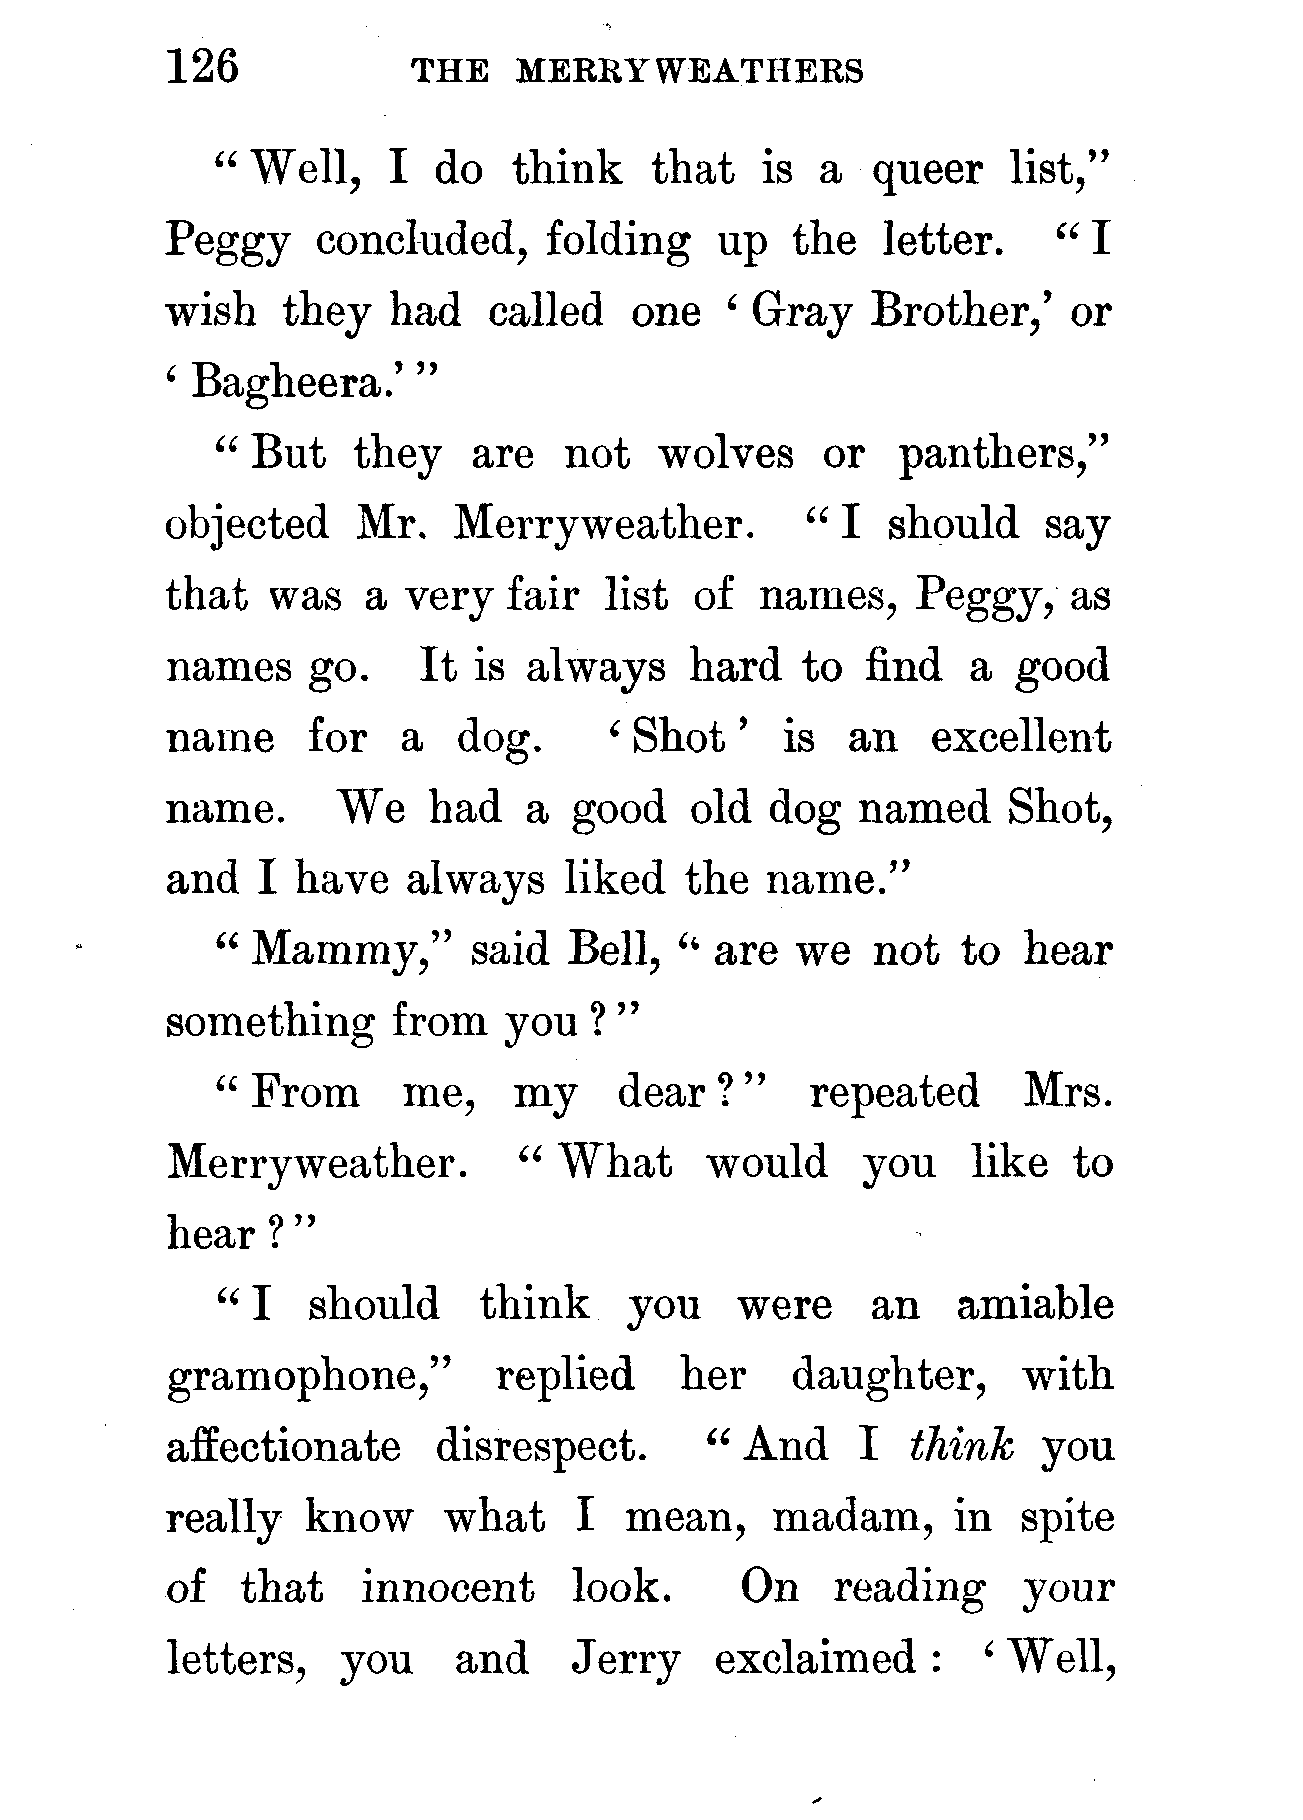 126 THE MERRYWEATHERS
“Well, I do think that is a queer list,”
Peggy concluded, folding up the letter. “I
wish they had called one ‘Gray Brother,’ or
‘Bagheera.’”
“But they are not wolves or panthers,”
objected Mr. Merryweather. “I should say
that was a very fair list of names, Peggy, as
names go. It is always hard to find a good
name for a dog. ‘Shot’ is an excellent
name. We had a good old dog named Shot,
and I have always liked the name.”
“Mammy,” said Bell, “are we not to hear
something from you?”
“From me, my dear?” repeated Mrs.
Merryweather. “What would you like to
hear?”
“I should think you were an amiable
gramophone,” replied her daughter, with
affectionate disrespect. “And I think you
really know what I mean, madam, in spite
of that innocent look. On reading your
letters, you and Jerry exclaimed: ‘Well,